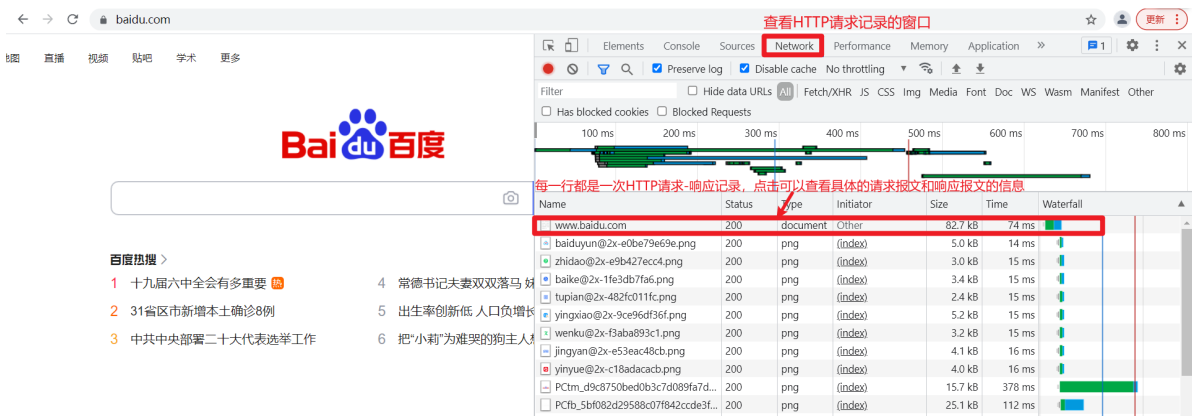 baidu.com
查看HTTP请求记录的窗口
更新
地图 直播 视频 贴吧 学术 更多
Elements Console Sources Network Performance Memory Application » 1
Preserve log Disable cache No throttling
Filter Hide data URLs All Fetch/XHR JS CSS Img Media Font Doc WS Wasm Manifest Other
Has blocked cookies Blocked Requests
100 ms 200 ms 300 ms 400 ms 500 ms 600 ms 700 ms 800 ms
Bai du 百度
每一行都是一次HTTP请求-响应记录，点击可以查看具体的请求报文和响应报文的信息
Name Status Type Initiator Size Time Waterfall
www.baidu.com 200 document Other 82.7 kB 74 ms
baiduyun@2x-e0be79e69e.png 200 png (index) 5.0 kB 14 ms
zhidao@2x-e9b427ecc4.png 200 png (index) 3.0 kB 15 ms
baike@2x-1fe3db7fa6.png 200 png (index) 3.4 kB 15 ms
tupian@2x-482fc011fc.png 200 png (index) 2.4 kB 15 ms
yingxiao@2x-9ce96df36f.png 200 png (index) 5.2 kB 15 ms
wenku@2x-f3aba893c1.png 200 png (index) 3.2 kB 15 ms
jingyan@2x-e53eac48cb.png 200 png (index) 4.1 kB 16 ms
yinyue@2x-c18adacacb.png 200 png (index) 4.0 kB 16 ms
PCtm_d9c8750bed0b3c7d089fa7d... 200 png (index) 15.7 kB 378 ms
PCfb_5bf082d29588c07f842ccde3f... 200 png (index) 25.1 kB 112 ms
百度热搜
1 十九届六中全会有多重要 热
4 常德书记夫妻双双落马
2 31省区市新增本土确诊8例
5 出生率创新低 人口负增长
3 中共中央部署二十大代表选举工作
6 把“小莉”为难哭的狗主人